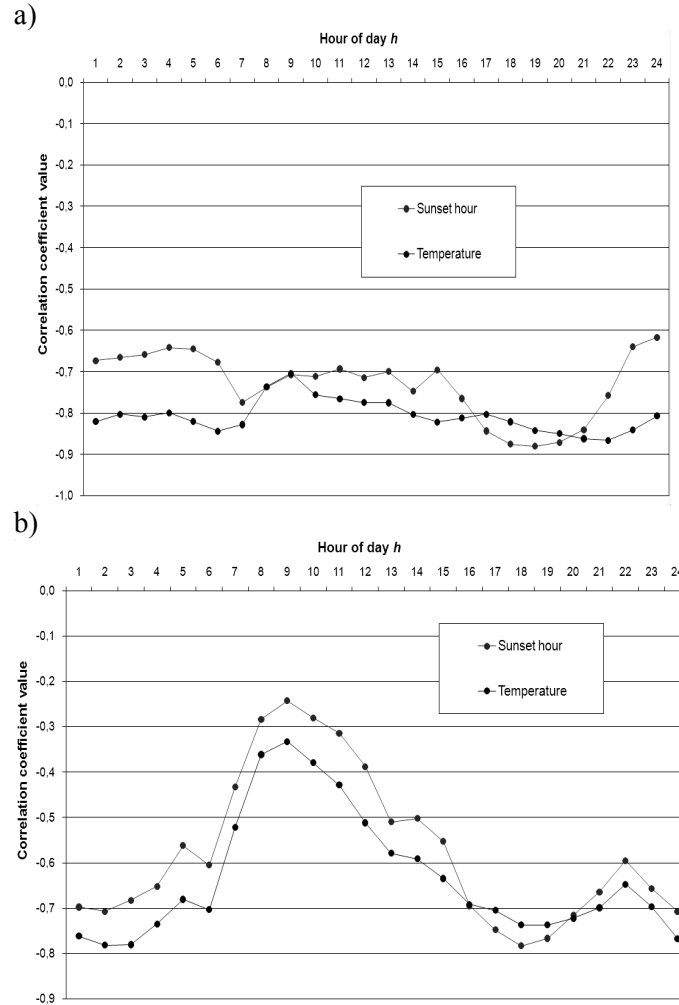 a)
Hour of day h
1 2 3 4 5 6 7 8 9 10 11 12 13 14 15 16 17 18 19 20 21 22 23 24
0,0
-0,1
-0,2
-0,3
-0,4
-0,5
-0,6
-0,7
-0,8
-0,9
-1,0
Correlation coefficient value
Sunset hour
Temperature
b)
Hour of day h
1 2 3 4 5 6 7 8 9 10 11 12 13 14 15 16 17 18 19 20 21 22 23 24
0,0
-0,1
-0,2
-0,3
-0,4
-0,5
-0,6
-0,7
-0,8
-0,9
Correlation coefficient value
Sunset hour
Temperature